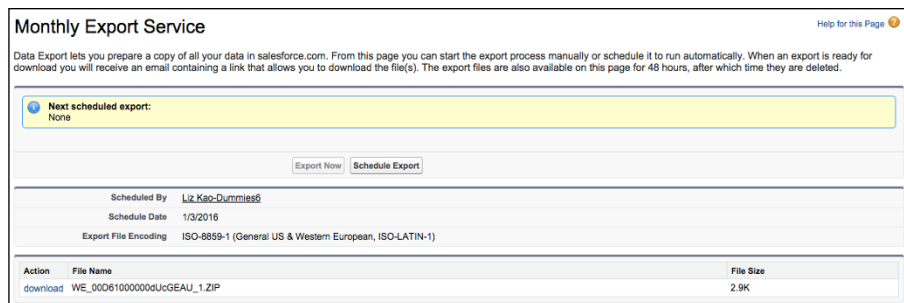 Monthly Export Service
Help for this Page
Data Export lets you prepare a copy of all your data in salesforce.com. From this page you can start the export process manually or schedule it to run automatically. When an export is ready for
download you will receive an email containing a link that allows you to download the file(s). The export files are also available on this page for 48 hours, after which time they are deleted.
Next scheduled export:
None
Export Now Schedule Export
Scheduled By Liz Kao-Dummies6
Schedule Date 1/3/2016
Export File Encoding ISO-8859-1 (General US & Western European, ISO-LATIN-1)
Action File Name File Size
download WE_00D61000000dUcGEAU_1.ZIP 2.9K